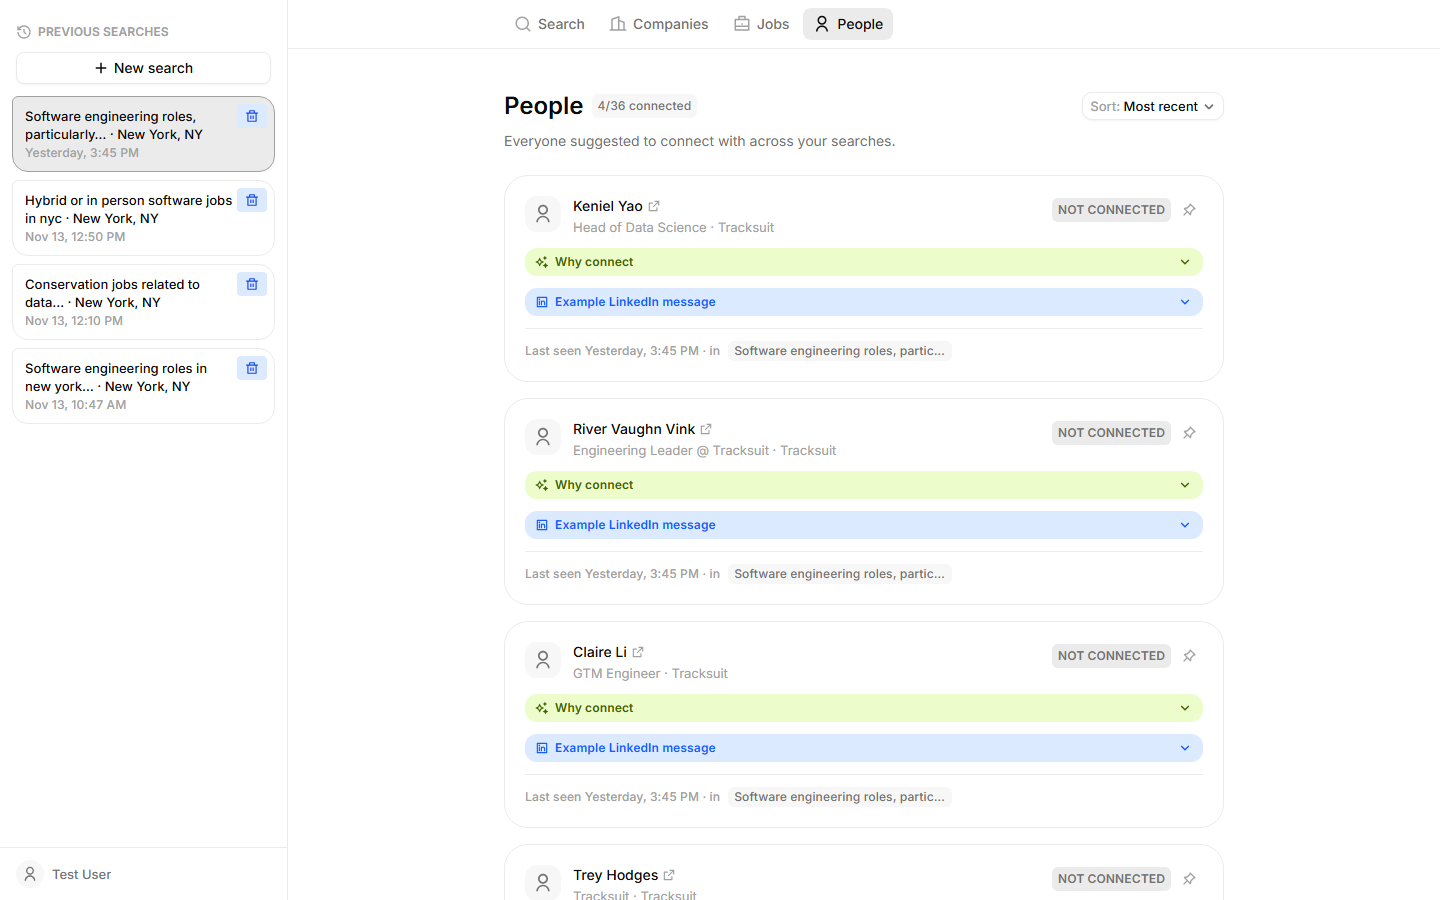 PREVIOUS SEARCHES
New search
Software engineering roles,
particularly... · New York, NY
Yesterday, 3:45 PM
Hybrid or in person software jobs
in nyc · New York, NY
Nov 13, 12:50 PM
Conservation jobs related to
data... · New York, NY
Nov 13, 12:10 PM
Software engineering roles in
new york... · New York, NY
Nov 13, 10:47 AM
Test User
Search Companies Jobs People
People 4/36 connected
Sort: Most recent
Everyone suggested to connect with across your searches.
Keniel Yao
NOT CONNECTED
Head of Data Science · Tracksuit
Why connect
Example LinkedIn message
Last seen Yesterday, 3:45 PM · in Software engineering roles, partic...
River Vaughn Vink
NOT CONNECTED
Engineering Leader @ Tracksuit · Tracksuit
Why connect
Example LinkedIn message
Last seen Yesterday, 3:45 PM · in Software engineering roles, partic...
Claire Li
NOT CONNECTED
GTM Engineer · Tracksuit
Why connect
Example LinkedIn message
Last seen Yesterday, 3:45 PM · in Software engineering roles, partic...
Trey Hodges
NOT CONNECTED
Tracksuit · Tracksuit